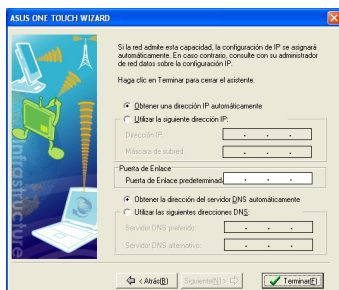 ASUS ONE TOUCH WIZARD
Si la red admite esta capacidad, la configuración de IP se asignará
automáticamente. En caso contrario, consulte con su administrador
de red datos sobre la configuración IP.
Haga clic en Terminar para cerrar el asistente.
Obtener una dirección IP automáticamente
Utilizar la siguiente dirección IP:
Dirección IP:
Máscara de subred:
Puerta de Enlace
Puerta de Enlace predeterminad
Obtener la dirección del servidor DNS automáticamente
Utilizar las siguientes direcciones DNS:
Servidor DNS preferido:
Servidor DNS alternativo:
< Atrás(B) Siguiente(N) > Terminar(F)
Infrastructure